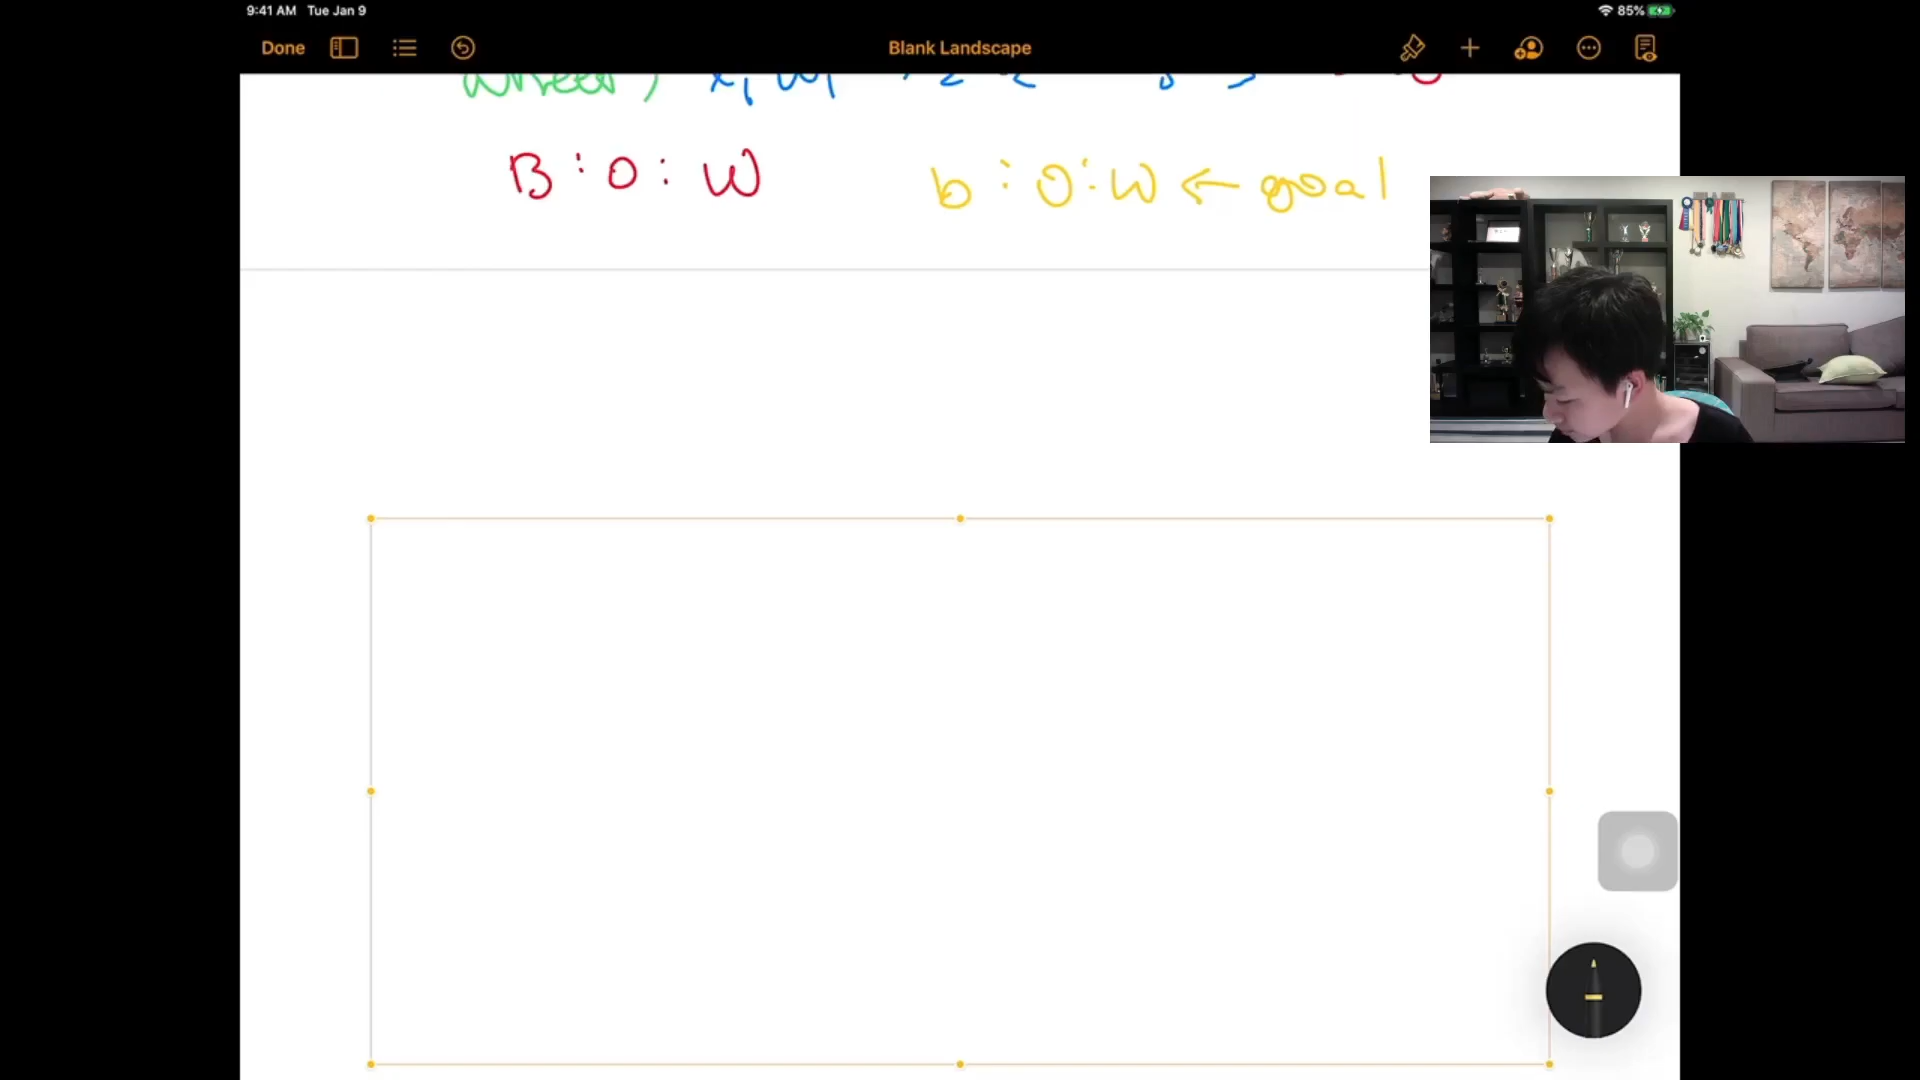 9:41 AM Tue Jan 9
85%
Done
Blank Landscape
B : O : W
b : O : W ← goal